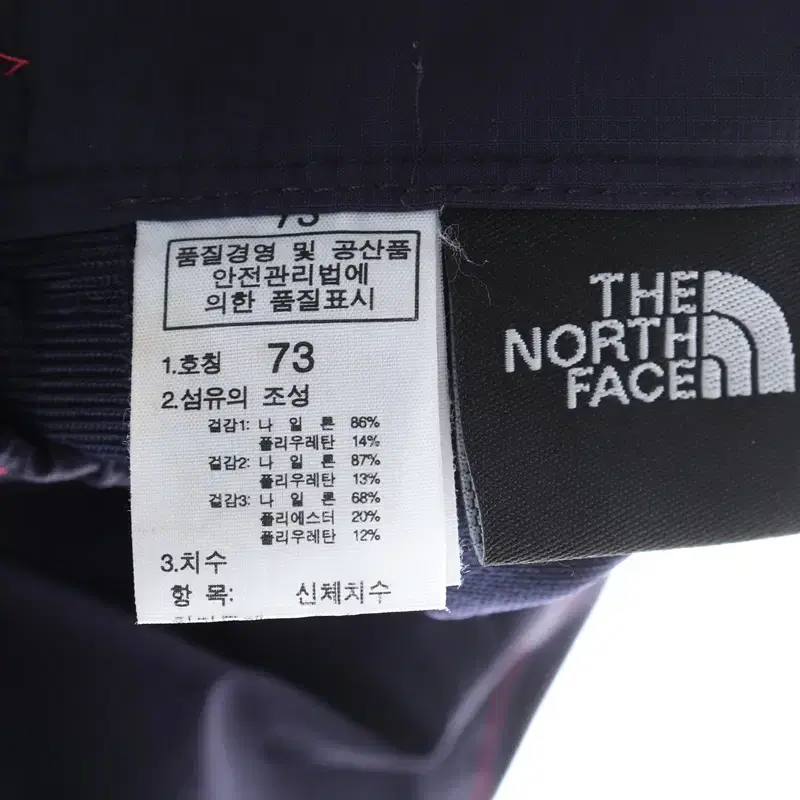 73
품질경영 및 공산품
안전관리법에
의한 품질표시
1.호칭 73
2.섬유의 조성
겉감1: 나 일 론 86%
폴리우레탄 14%
겉감2: 나 일 론 87%
폴리우레탄 13%
겉감3: 나 일 론 68%
폴리에스터 20%
폴리우레탄 12%
3.치수
항 목: 신체치수
THE
NORTH
FACE